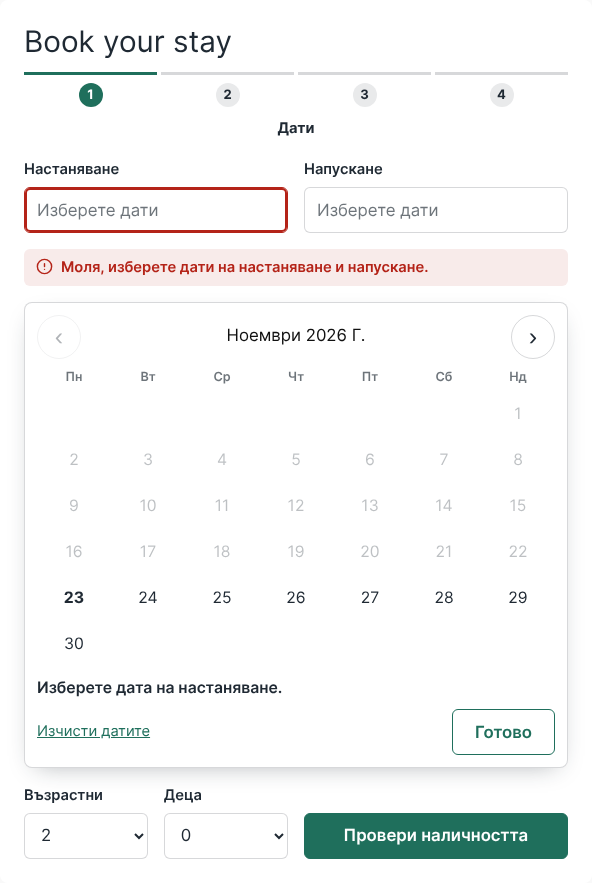 Book your stay
1 2 3 4
Дати
Настаняване Напускане
Изберете дати Изберете дати
Моля, изберете дати на настаняване и напускане.
‹ Ноември 2026 Г. ›
Пн Вт Ср Чт Пт Сб Нд
1
2 3 4 5 6 7 8
9 10 11 12 13 14 15
16 17 18 19 20 21 22
23 24 25 26 27 28 29
30
Изберете дата на настаняване.
Изчисти датите Готово
Възрастни Деца
2 0 Провери наличността